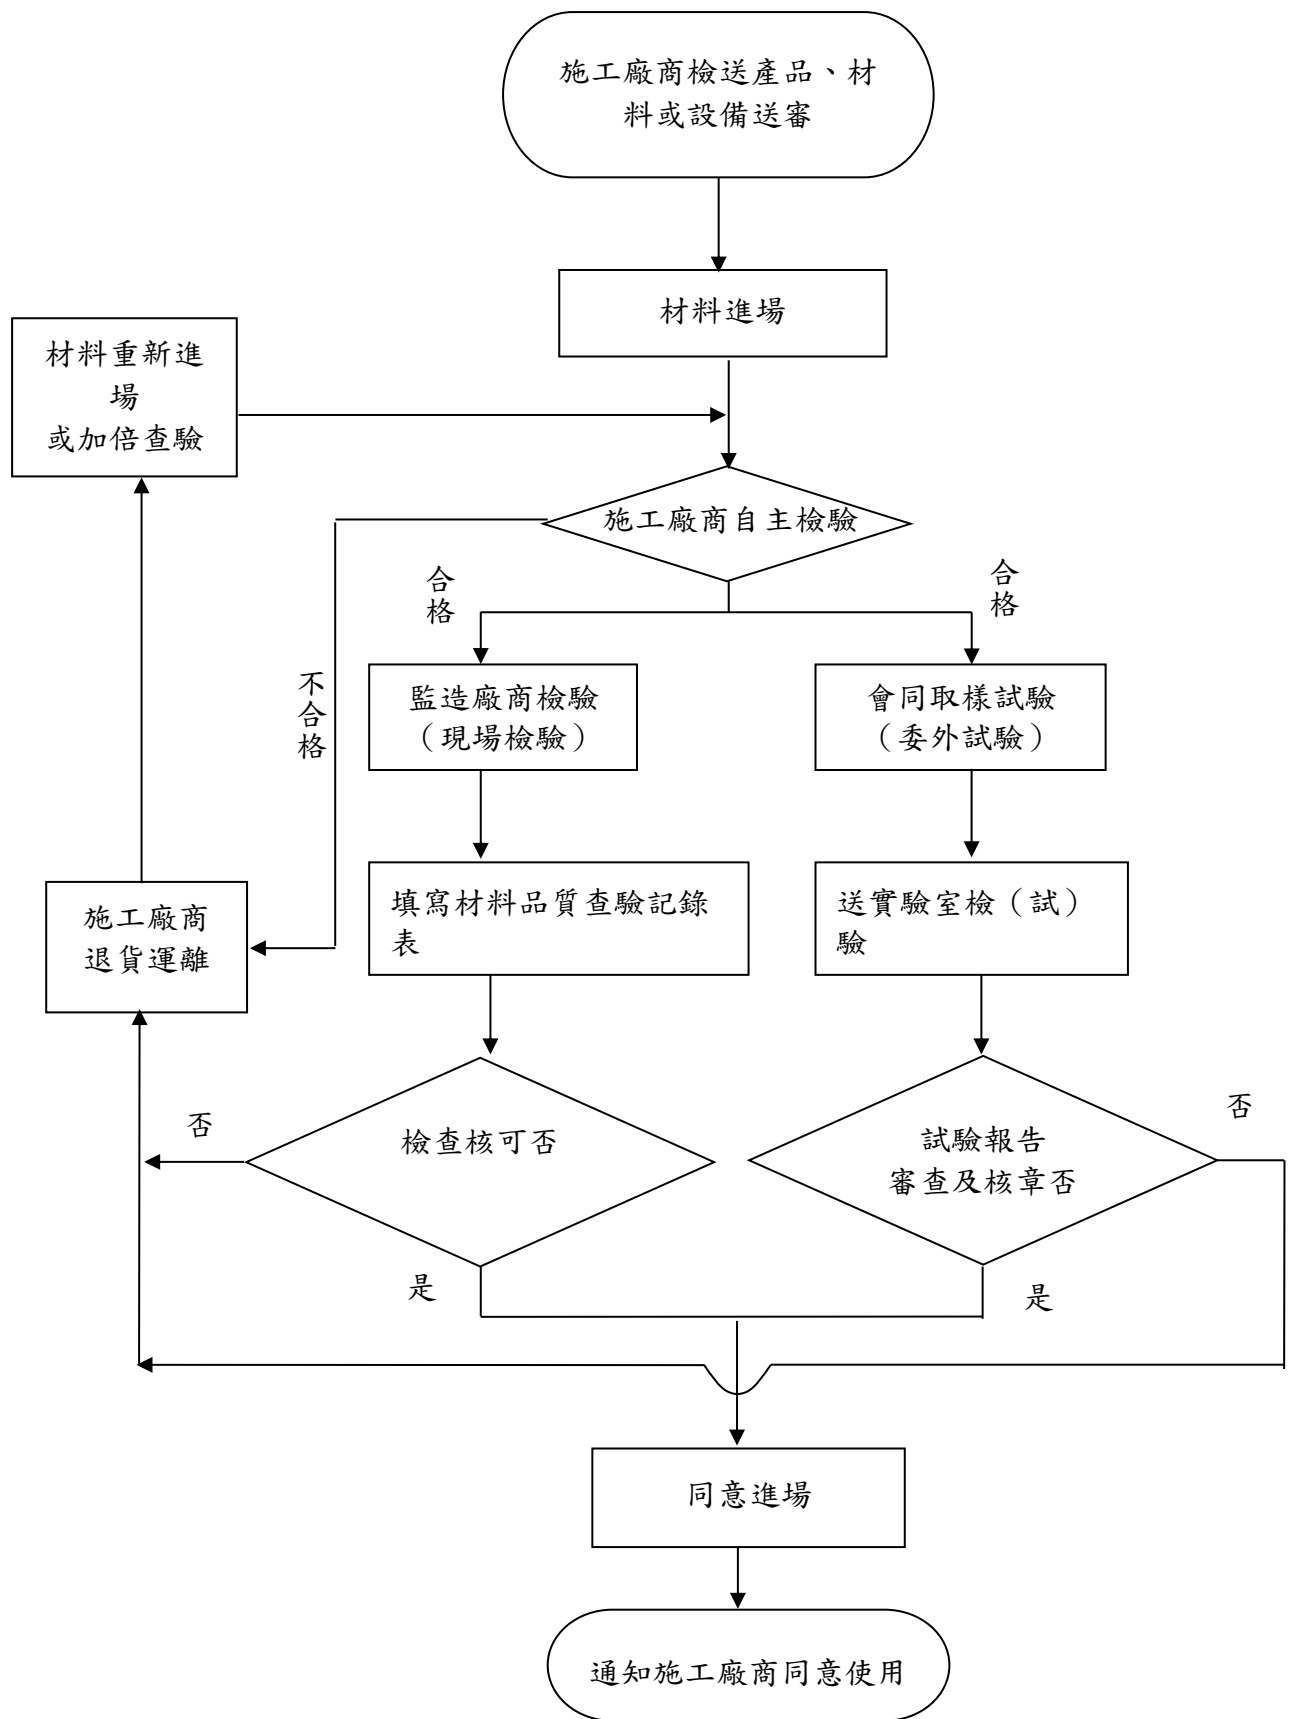 施工廠商檢送產品、材
料或設備送審
材料進場
材料重新進
場
或加倍查驗
施工廠商自主檢驗
合格
合格
不合格
監造廠商檢驗
（現場檢驗）
會同取樣試驗
（委外試驗）
施工廠商
退貨運離
填寫材料品質查驗記錄
表
送實驗室檢（試）
驗
否
檢查核可否
試驗報告
審查及核章否
否
是
是
同意進場
通知施工廠商同意使用